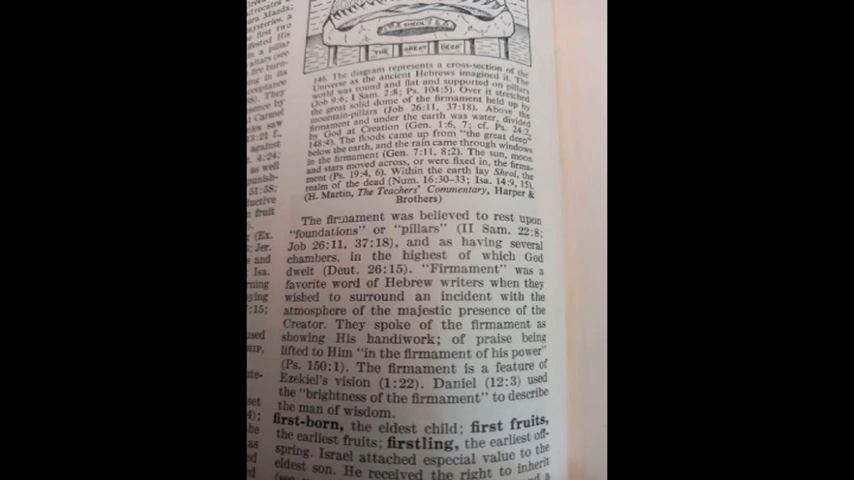 SHEOL
THE GREAT DEEP
146. The diagram represents a cross-section of the
Universe as the ancient Hebrews imagined it. The
world was round and flat and supported on pillars
(Job 9:6; I Sam. 2:8; Ps. 104:5). Over it stretched
the great solid dome of the firmament held up by
mountain-pillars (Job 26:11, 37:18). Above the
firmament and under the earth was water, divided
by God at Creation (Gen. 1:6, 7; cf. Ps. 24:2,
148:4). The floods came up from "the great deep"
below the earth, and the rain came through windows
in the firmament (Gen. 7:11, 8:2). The sun, moon
and stars moved across, or were fixed in, the firma-
ment (Ps. 19:4, 6). Within the earth lay Sheol, the
realm of the dead (Num. 16:30-33; Isa. 14:9, 15).
(H. Martin, The Teachers' Commentary, Harper &
Brothers)
The firmament was believed to rest upon
"foundations" or "pillars" (II Sam. 22:8;
Job 26:11, 37:18), and as having several
chambers, in the highest of which God
dwelt (Deut. 26:15). "Firmament" was a
favorite word of Hebrew writers when they
wished to surround an incident with the
atmosphere of the majestic presence of the
Creator. They spoke of the firmament as
showing His handiwork; of praise being
lifted to Him "in the firmament of his power"
(Ps. 150:1). The firmament is a feature of
Ezekiel's vision (1:22). Daniel (12:3) used
the "brightness of the firmament" to describe
the man of wisdom.
first-born, the eldest child; first fruits,
the earliest fruits; firstling, the earliest off-
spring. Israel attached especial value to the
eldest son. He received the right to inherit